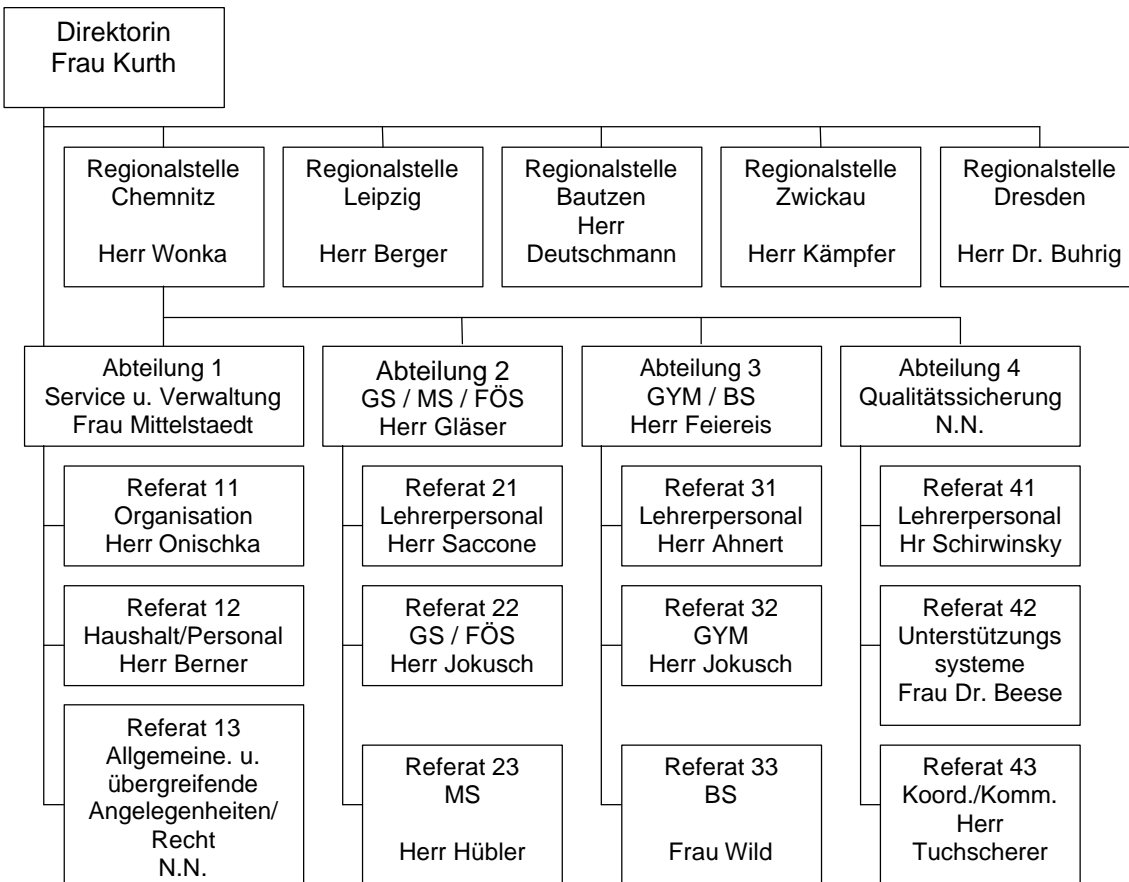 Direktorin
Frau Kurth
Regionalstelle
Chemnitz
Herr Wonka
Regionalstelle
Leipzig
Herr Berger
Regionalstelle
Bautzen
Herr
Deutschmann
Regionalstelle
Zwickau
Herr Kämpfer
Regionalstelle
Dresden
Herr Dr. Buhrig
Abteilung 1
Service u. Verwaltung
Frau Mittelstaedt
Abteilung 2
GS / MS / FÖS
Herr Gläser
Abteilung 3
GYM / BS
Herr Feiereis
Abteilung 4
Qualitätssicherung
N.N.
Referat 11
Organisation
Herr Onischka
Referat 21
Lehrerpersonal
Herr Saccone
Referat 31
Lehrerpersonal
Herr Ahnert
Referat 41
Lehrerpersonal
Hr Schirwinsky
Referat 12
Haushalt/Personal
Herr Berner
Referat 22
GS / FÖS
Herr Jokusch
Referat 32
GYM
Herr Jokusch
Referat 42
Unterstützungs
systeme
Frau Dr. Beese
Referat 13
Allgemeine. u.
übergreifende
Angelegenheiten/
Recht
N.N.
Referat 23
MS
Herr Hübler
Referat 33
BS
Frau Wild
Referat 43
Koord./Komm.
Herr
Tuchscherer